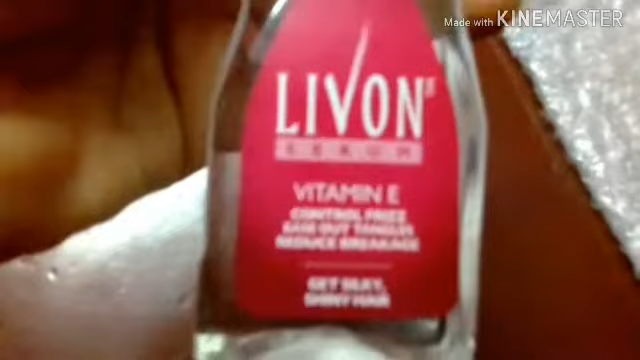 Made with KINEMASTER
LIVON
SERUM
VITAMIN E
CONTROL FRIZZ
EASE OUT TANGLES
REDUCE BREAKAGE
GET SILKY,
SHINY HAIR